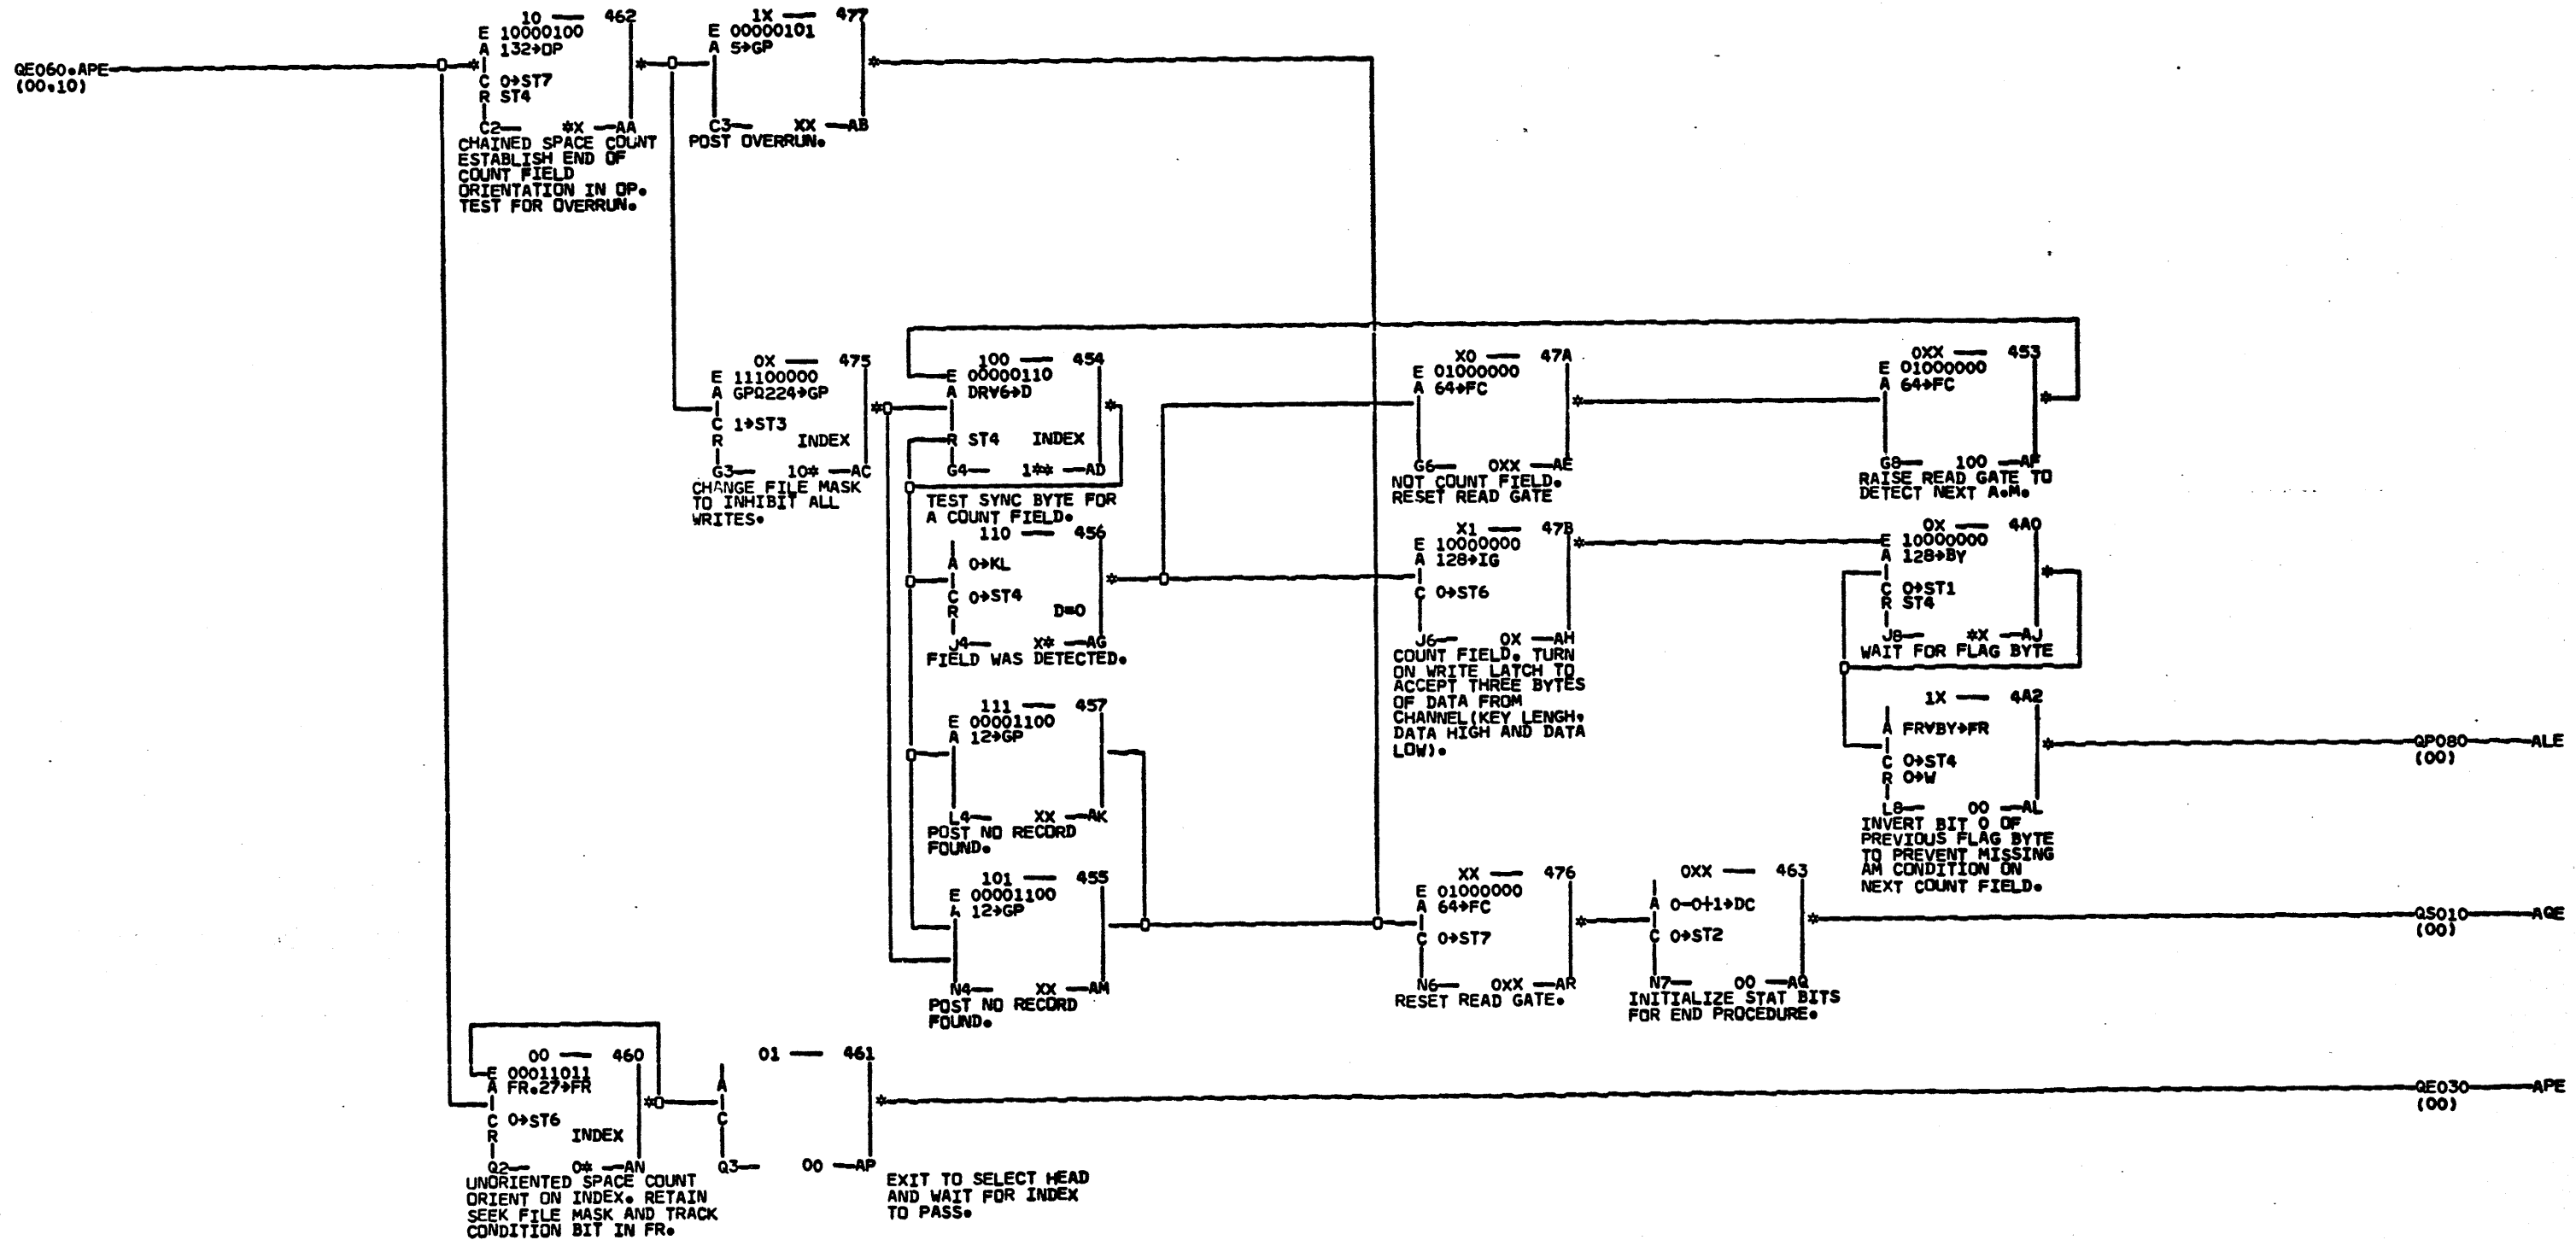 QE060.APE
(00.10)
10 — 462
E 10000100
A 132→OP
C 0→ST7
R ST4
C2— *X —AA
CHAINED SPACE COUNT
ESTABLISH END OF
COUNT FIELD
ORIENTATION IN OP.
TEST FOR OVERRUN.
1X — 477
E 00000101
A 5→GP
C3— XX —AB
POST OVERRUN.
0X — 475
E 11100000
A GPΩ224→GP
C 1→ST3
R INDEX
G3— 10* —AC
CHANGE FILE MASK
TO INHIBIT ALL
WRITES.
100 — 454
E 00000110
A DR∀6→D
R ST4 INDEX
G4— 1** —AD
TEST SYNC BYTE FOR
A COUNT FIELD.
X0 — 47A
E 01000000
A 64→FC
G6— 0XX —AE
NOT COUNT FIELD.
RESET READ GATE
0XX — 453
E 01000000
A 64→FC
G8— 100 —AF
RAISE READ GATE TO
DETECT NEXT A.M.
110 — 456
A 0→KL
C 0→ST4
R D=0
J4— X* —AG
FIELD WAS DETECTED.
X1 — 47B
E 10000000
A 128→IG
C 0→ST6
J6— 0X —AH
COUNT FIELD. TURN
ON WRITE LATCH TO
ACCEPT THREE BYTES
OF DATA FROM
CHANNEL(KEY LENGH,
DATA HIGH AND DATA
LOW).
0X — 4A0
E 10000000
A 128→BY
C 0→ST1
R ST4
J8— *X —AJ
WAIT FOR FLAG BYTE
111 — 457
E 00001100
A 12→GP
L4— XX —AK
POST NO RECORD
FOUND.
1X — 4A2
A FR∀BY→FR
C 0→ST4
R 0→W
L8— 00 —AL
INVERT BIT 0 OF
PREVIOUS FLAG BYTE
TO PREVENT MISSING
AM CONDITION ON
NEXT COUNT FIELD.
QP080 — ALE
(00)
101 — 455
E 00001100
A 12→GP
N4— XX —AM
POST NO RECORD
FOUND.
XX — 476
E 01000000
A 64→FC
C 0→ST7
N6— 0XX —AR
RESET READ GATE.
0XX — 463
A 0-0+1→DC
C 0→ST2
N7— 00 —AQ
INITIALIZE STAT BITS
FOR END PROCEDURE.
QS010 — AQE
(00)
00 — 460
E 00011011
A FR.27→FR
C 0→ST6
R INDEX
Q2— 0* —AN
UNORIENTED SPACE COUNT
ORIENT ON INDEX. RETAIN
SEEK FILE MASK AND TRACK
CONDITION BIT IN FR.
01 — 461
A
C
Q3— 00 —AP
EXIT TO SELECT HEAD
AND WAIT FOR INDEX
TO PASS.
QE030 — APE
(00)